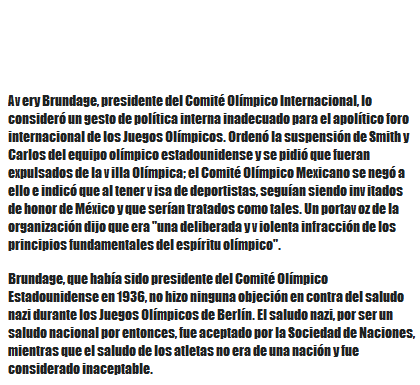 Avery Brundage, presidente del Comité Olímpico Internacional, lo
consideró un gesto de política interna inadecuado para el apolítico foro
internacional de los Juegos Olímpicos. Ordenó la suspensión de Smith y
Carlos del equipo olímpico estadounidense y se pidió que fueran
expulsados de la villa Olímpica; el Comité Olímpico Mexicano se negó a
ello e indicó que al tener visa de deportistas, seguían siendo invitados
de honor de México y que serían tratados como tales. Un portavoz de la
organización dijo que era "una deliberada y violenta infracción de los
principios fundamentales del espíritu olímpico".
Brundage, que había sido presidente del Comité Olímpico
Estadounidense en 1936, no hizo ninguna objeción en contra del saludo
nazi durante los Juegos Olímpicos de Berlín. El saludo nazi, por ser un
saludo nacional por entonces, fue aceptado por la Sociedad de Naciones,
mientras que el saludo de los atletas no era de una nación y fue
considerado inaceptable.